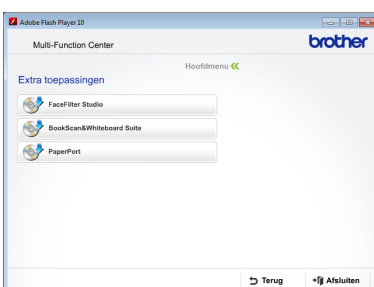 Adobe Flash Player 10
Multi-Function Center
brother
Hoofdmenu
Extra toepassingen
FaceFilter Studio
BookScan&Whiteboard Suite
PaperPort
Terug
Afsluiten